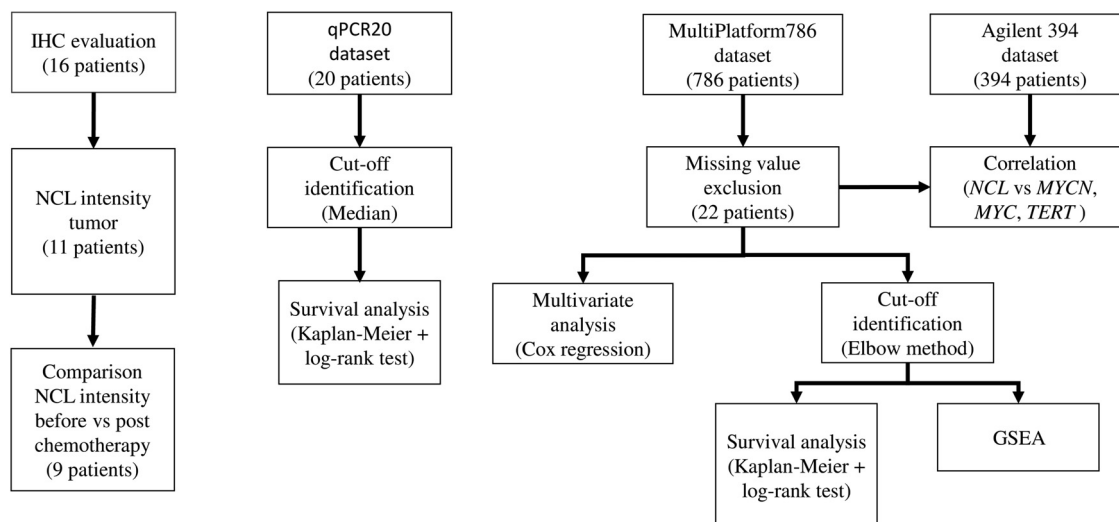 IHC evaluation
(16 patients)
NCL intensity
tumor
(11 patients)
Comparison
NCL intensity
before vs post
chemotherapy
(9 patients)
qPCR20
dataset
(20 patients)
Cut-off
identification
(Median)
Survival analysis
(Kaplan-Meier +
log-rank test)
MultiPlatform786
dataset
(786 patients)
Missing value
exclusion
(22 patients)
Agilent 394
dataset
(394 patients)
Correlation
(NCL vs MYCN,
MYC, TERT )
Multivariate
analysis
(Cox regression)
Cut-off
identification
(Elbow method)
Survival analysis
(Kaplan-Meier +
log-rank test)
GSEA